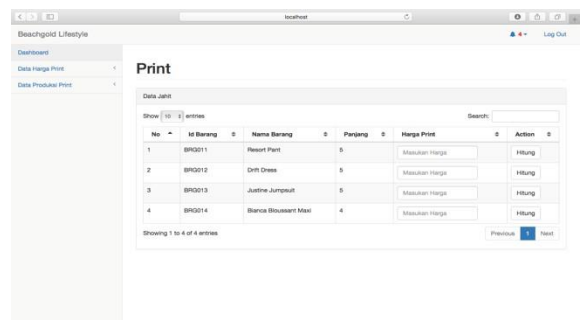 localhost
Beachgold Lifestyle
4
Log Out
Dashboard
Data Harga Print
Data Produksi Print
Print
Data Jahit
Show 10 entries
Search:
No Id Barang Nama Barang Panjang Harga Print Action
1 BRG011 Resort Pant 5 Masukan Harga Hitung
2 BRG012 Drift Dress 5 Masukan Harga Hitung
3 BRG013 Justine Jumpsuit 5 Masukan Harga Hitung
4 BRG014 Bianca Bloussant Maxi 4 Masukan Harga Hitung
Showing 1 to 4 of 4 entries
Previous 1 Next